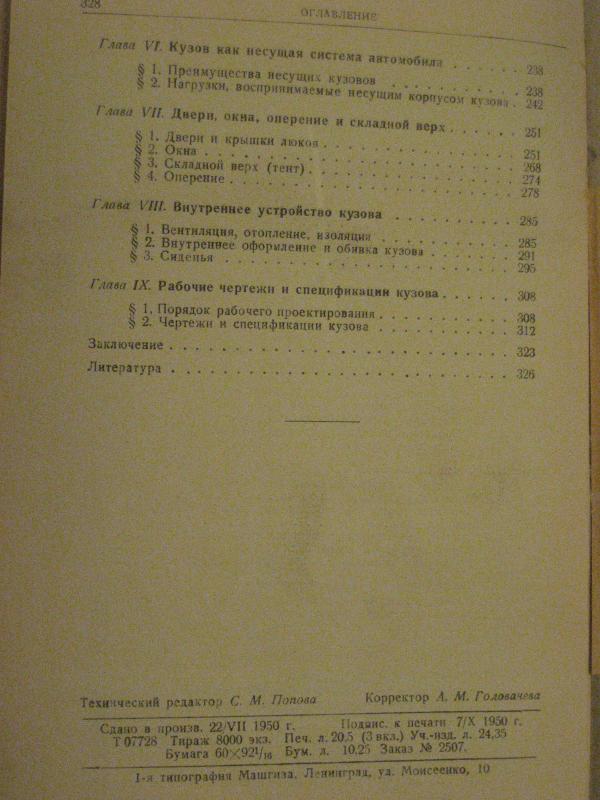 328
ОГЛАВЛЕНИЕ
Глава VI. Кузов как несущая система автомобиля . . . . . . 238
§ 1. Преимущества несущих кузовов . . . . . . . . . 238
§ 2. Нагрузки, воспринимаемые несущим корпусом кузова . 242
Глава VII. Двери, окна, оперение и складной верх . . . . . . 251
§ 1. Двери и крышки люков . . . . . . . . . . . . 251
§ 2. Окна . . . . . . . . . . . . . . . . . . . 268
§ 3. Складной верх (тент) . . . . . . . . . . . . . 274
§ 4. Оперение . . . . . . . . . . . . . . . . . . 278
Глава VIII. Внутреннее устройство кузова . . . . . . . . . 285
§ 1. Вентиляция, отопление, изоляция . . . . . . . . . 285
§ 2. Внутреннее оформление и обивка кузова . . . . . . 291
§ 3. Сиденья . . . . . . . . . . . . . . . . . . 295
Глава IX. Рабочие чертежи и спецификации кузова . . . . . . 308
§ 1. Порядок рабочего проектирования . . . . . . . . . 308
§ 2. Чертежи и спецификации кузова . . . . . . . . . 312
Заключение . . . . . . . . . . . . . . . . . . . . 323
Литература . . . . . . . . . . . . . . . . . . . . 326
Технический редактор С. М. Попова Корректор А. М. Головачева
Сдано в произв. 22/VII 1950 г. Подпис. к печати 7/X 1950 г.
Т 07728 Тираж 8000 экз. Печ. л. 20,5 (3 вкл.) Уч.-изд. л. 24,35
Бумага 60×92¹/₁₆ Бум. л. 10,25 Заказ № 2507.
1-я типография Машгиза, Ленинград, ул. Моисеенко, 10